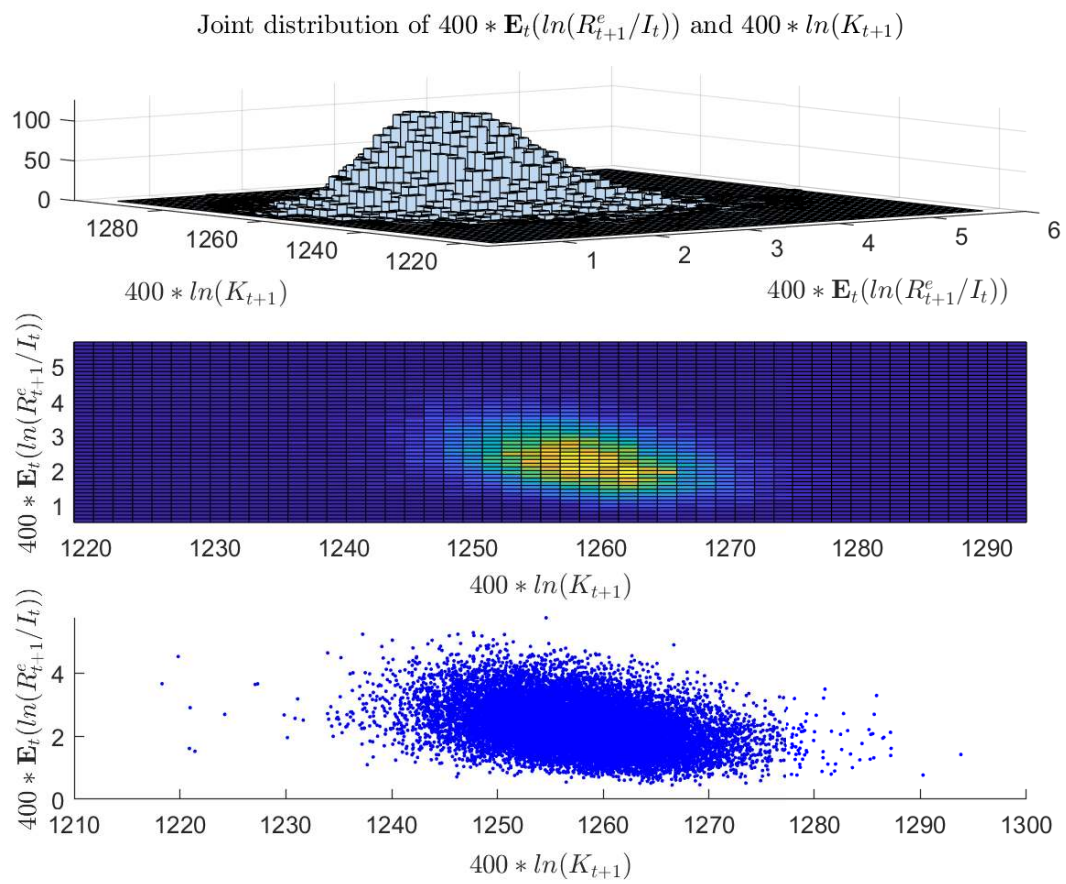 Joint distribution of 400 ∗ E_t(ln(R^e_{t+1}/I_t)) and 400 ∗ ln(K_{t+1})
100
50
0
1280
1260
1240
1220
1
2
3
4
5
6
400 ∗ ln(K_{t+1})
400 ∗ E_t(ln(R^e_{t+1}/I_t))
400 ∗ E_t(ln(R^e_{t+1}/I_t))
5
4
3
2
1
1220 1230 1240 1250 1260 1270 1280 1290
400 ∗ ln(K_{t+1})
400 ∗ E_t(ln(R^e_{t+1}/I_t))
4
2
0
1210 1220 1230 1240 1250 1260 1270 1280 1290 1300
400 ∗ ln(K_{t+1})